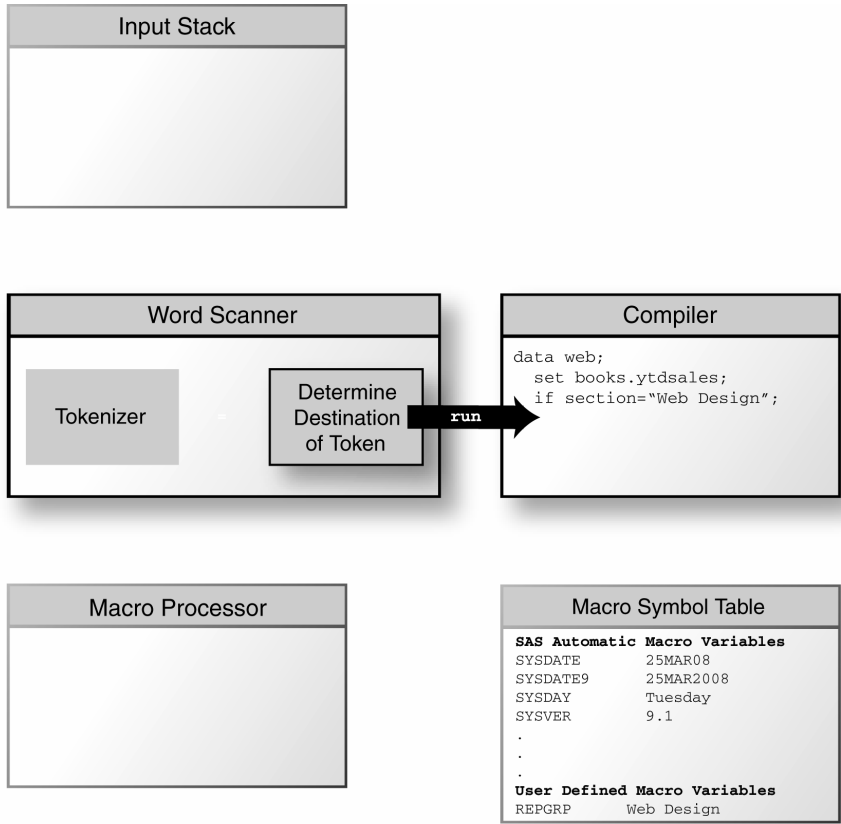 Input Stack
Word Scanner
Tokenizer
Determine
Destination
of Token
run
Compiler
data web;
set books.ytdsales;
if section=“Web Design”;
Macro Processor
Macro Symbol Table
SAS Automatic Macro Variables
SYSDATE 25MAR08
SYSDATE9 25MAR2008
SYSDAY Tuesday
SYSVER 9.1
.
.
.
User Defined Macro Variables
REPGRP Web Design